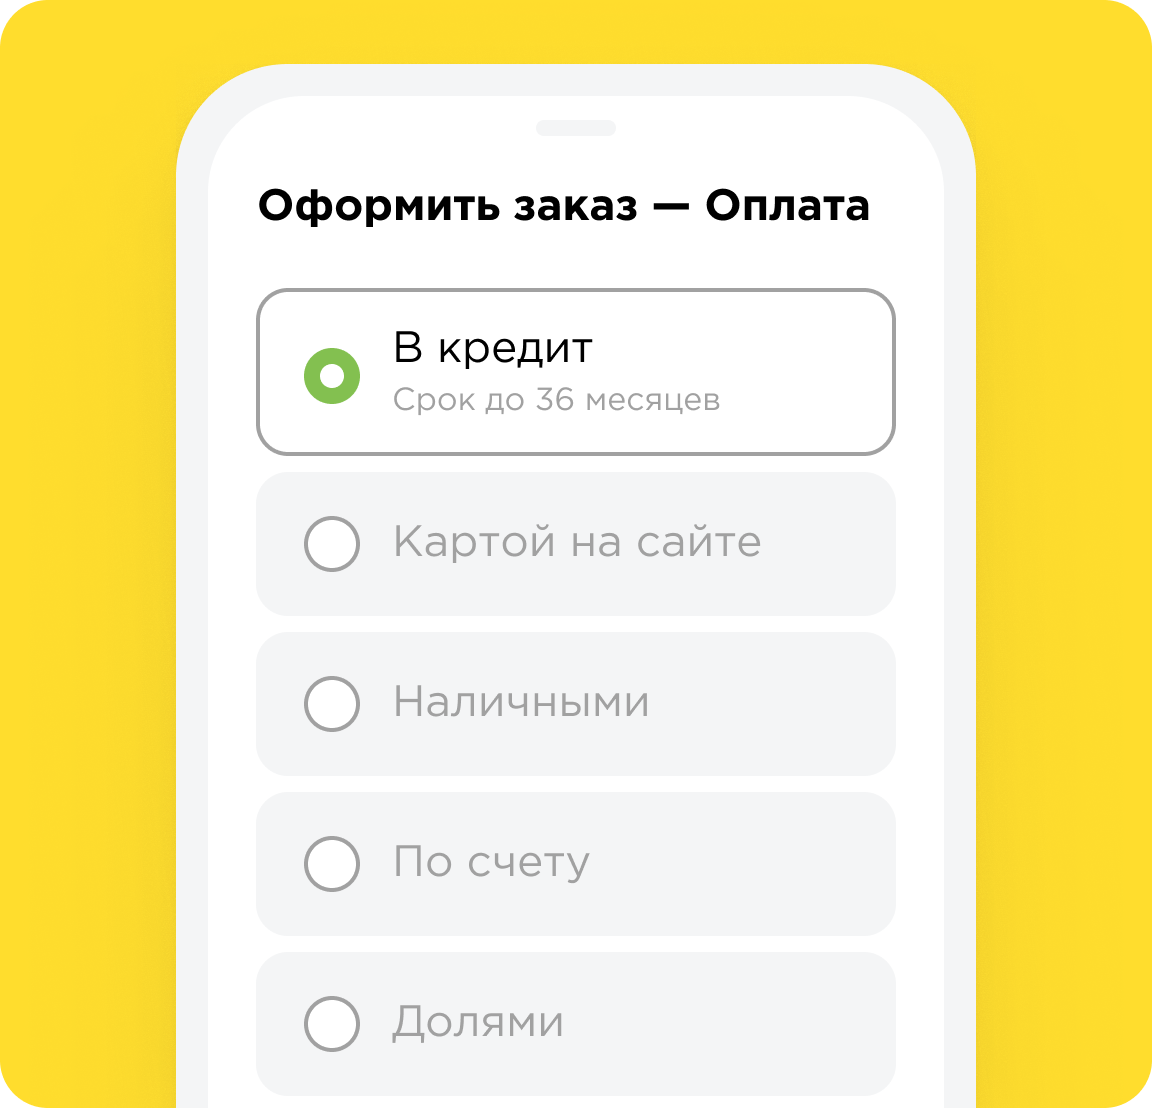 Оформить заказ — Оплата
В кредит
Срок до 36 месяцев
Картой на сайте
Наличными
По счету
Долями